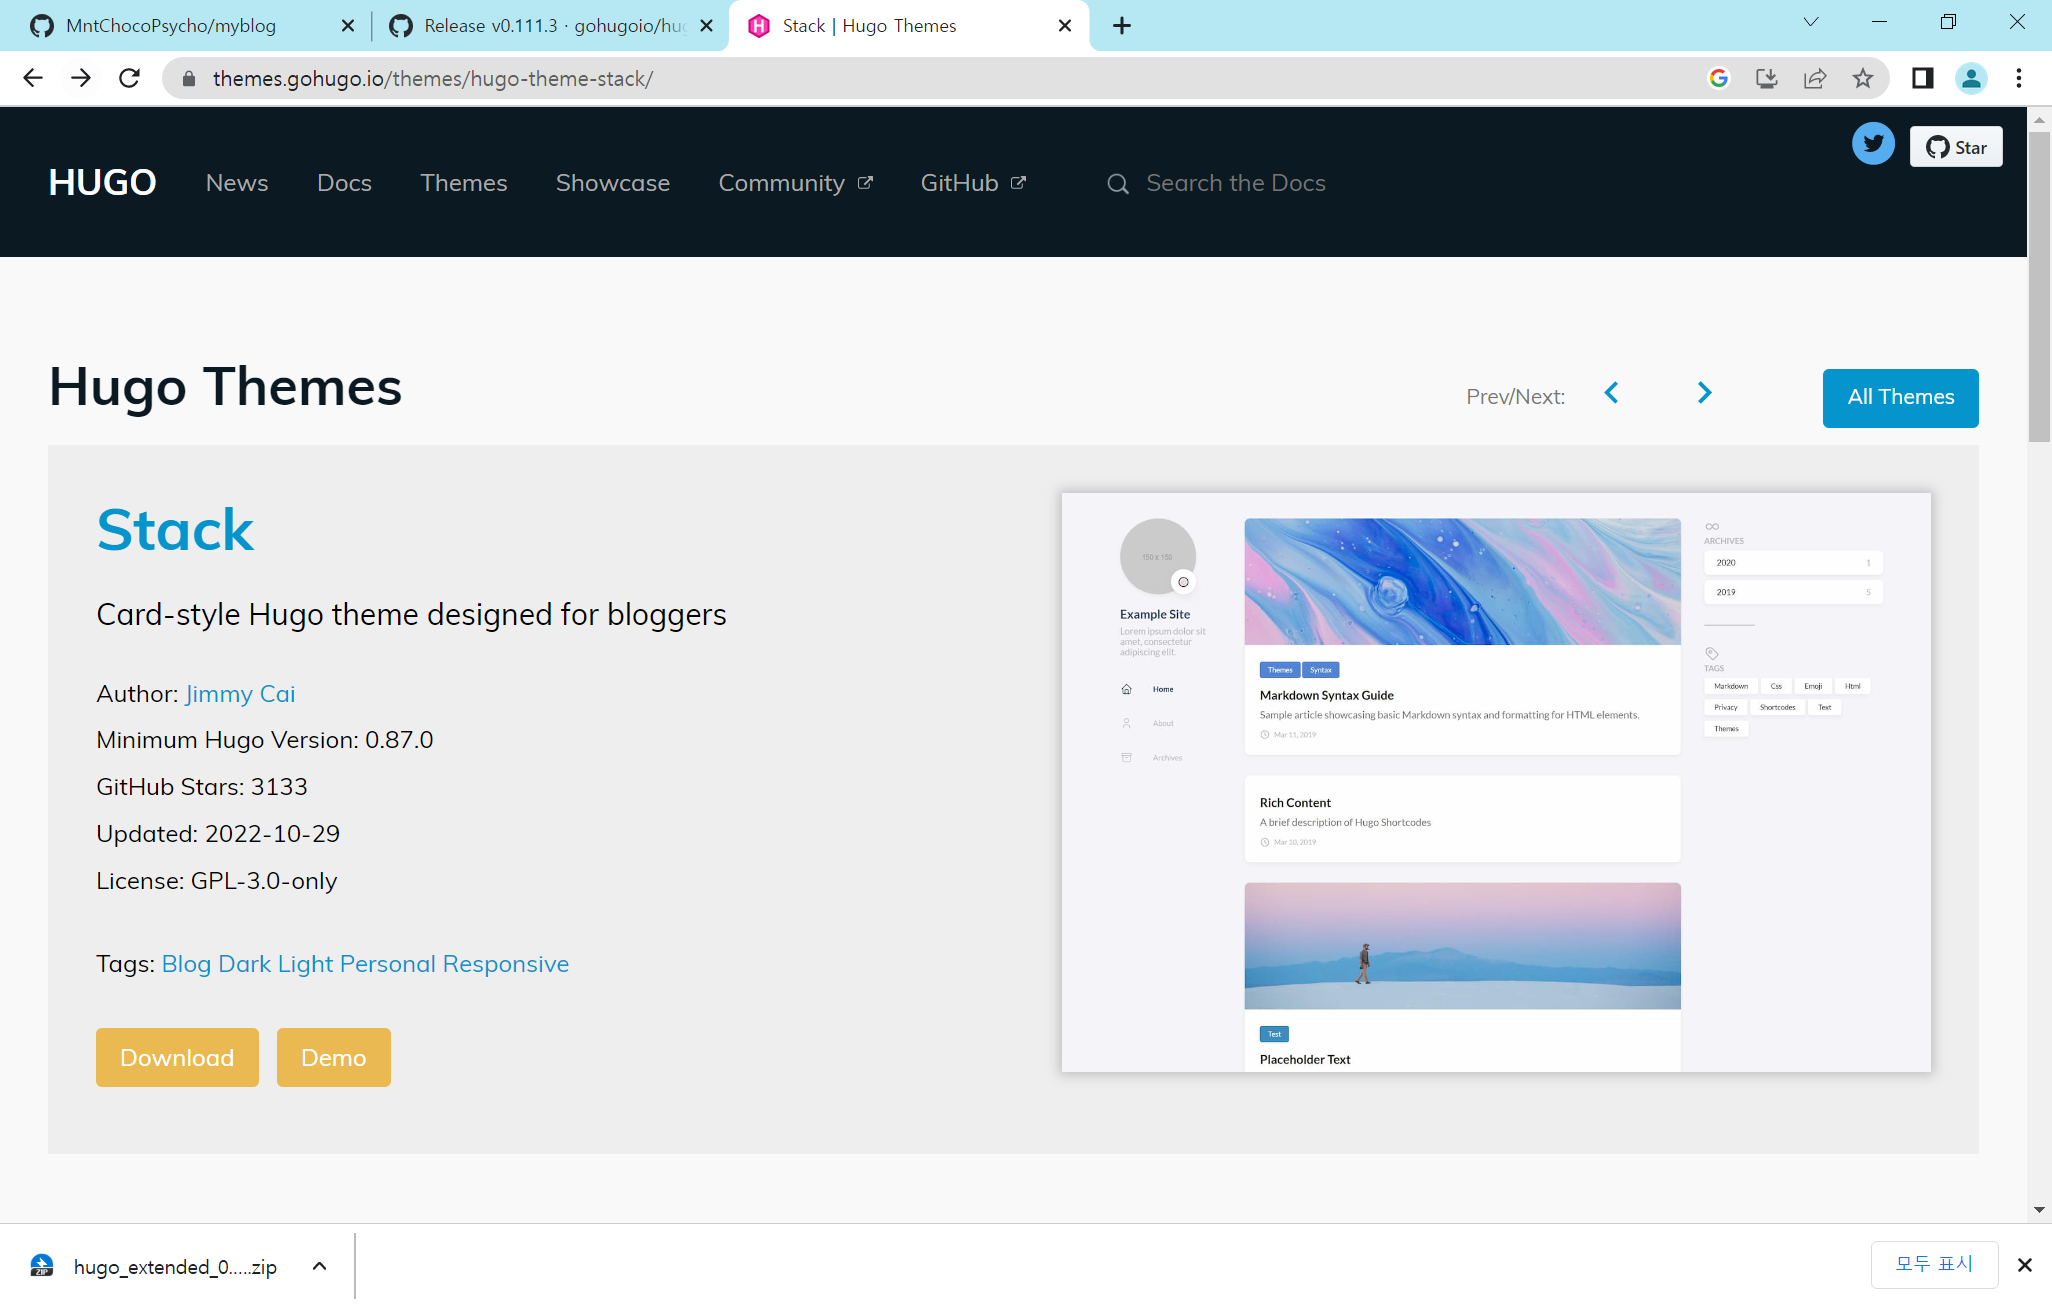 MntChocoPsycho/myblog
Release v0.111.3 · gohugoio/hug
Stack | Hugo Themes
themes.gohugo.io/themes/hugo-theme-stack/
Star
HUGO News Docs Themes Showcase Community GitHub Search the Docs
Hugo Themes
Prev/Next:
All Themes
Stack
Card-style Hugo theme designed for bloggers
Author: Jimmy Cai
Minimum Hugo Version: 0.87.0
GitHub Stars: 3133
Updated: 2022-10-29
License: GPL-3.0-only
Tags: Blog Dark Light Personal Responsive
Download
Demo
150 x 150
Example Site
Lorem ipsum dolor sit
amet, consectetur
adipiscing elit.
Home
About
Archives
Themes Syntax
Markdown Syntax Guide
Sample article showcasing basic Markdown syntax and formatting for HTML elements.
Mar 11, 2019
Rich Content
A brief description of Hugo Shortcodes
Mar 10, 2019
Test
Placeholder Text
ARCHIVES
2020 1
2019 5
TAGS
Markdown Css Emoji Html
Privacy Shortcodes Text
Themes
ZIP
hugo_extended_0.....zip
모두 표시